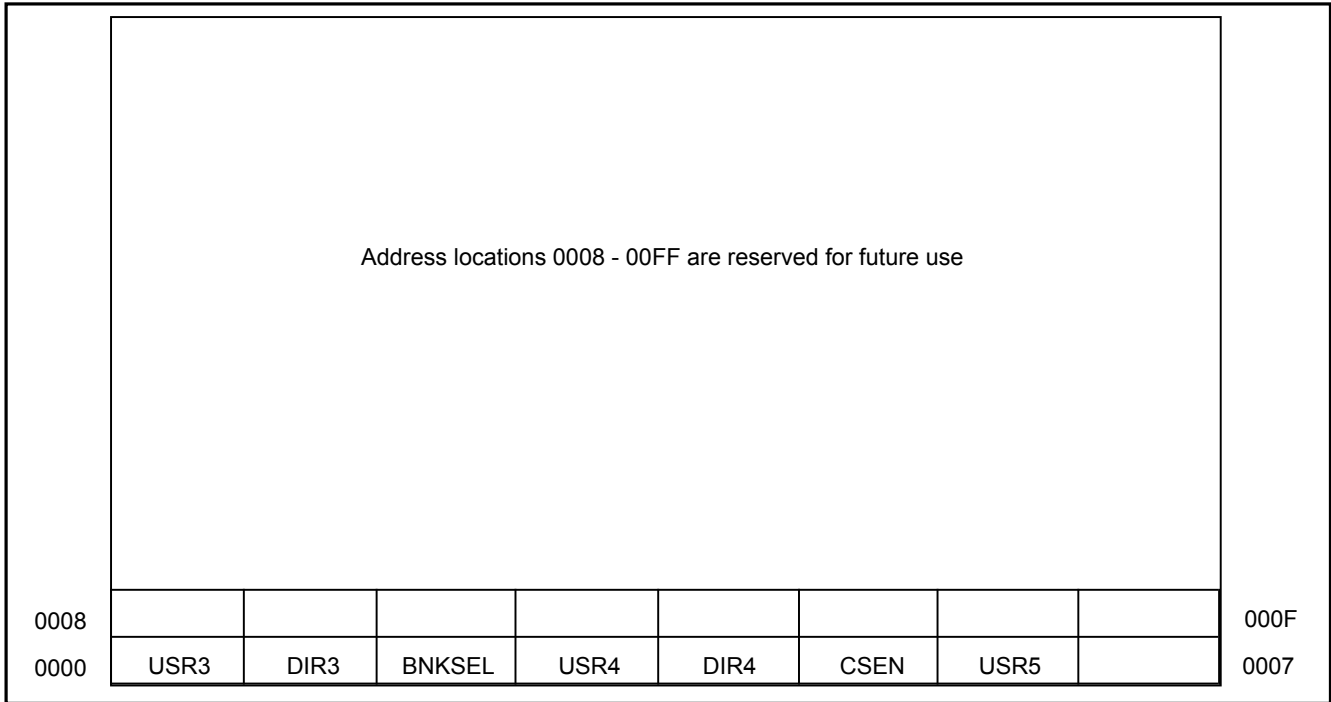 Address locations 0008 - 00FF are reserved for future use
0008 000F
0000 USR3 DIR3 BNKSEL USR4 DIR4 CSEN USR5 0007